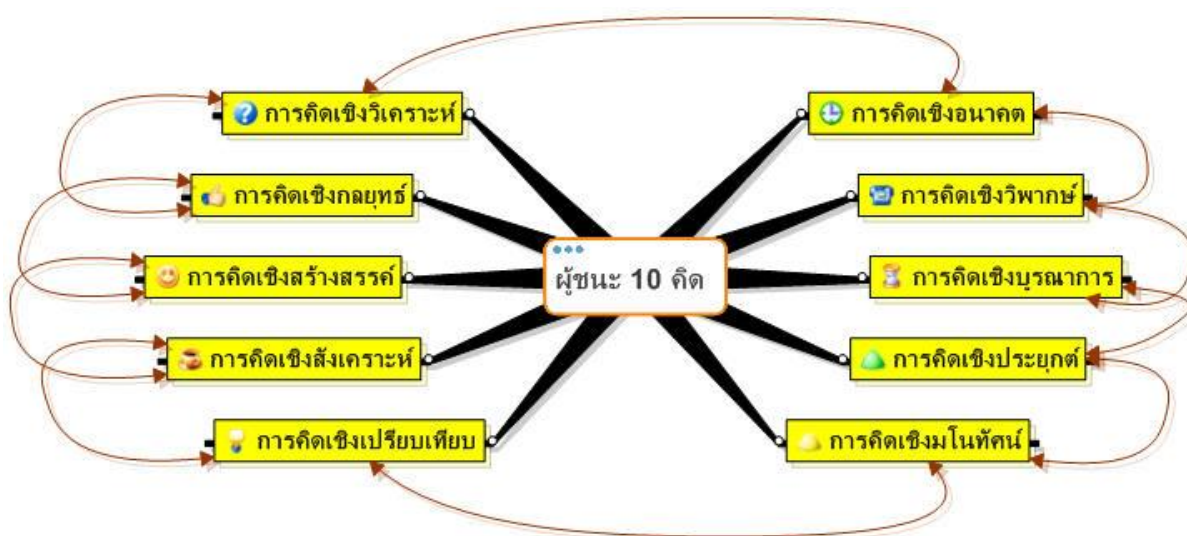 การคิดเชิงวิเคราะห์
การคิดเชิงอนาคต
การคิดเชิงกลยุทธ์
การคิดเชิงวิพากษ์
ผู้ชนะ 10 คิด
การคิดเชิงสร้างสรรค์
การคิดเชิงบูรณาการ
การคิดเชิงสังเคราะห์
การคิดเชิงประยุกต์
การคิดเชิงเปรียบเทียบ
การคิดเชิงมโนทัศน์